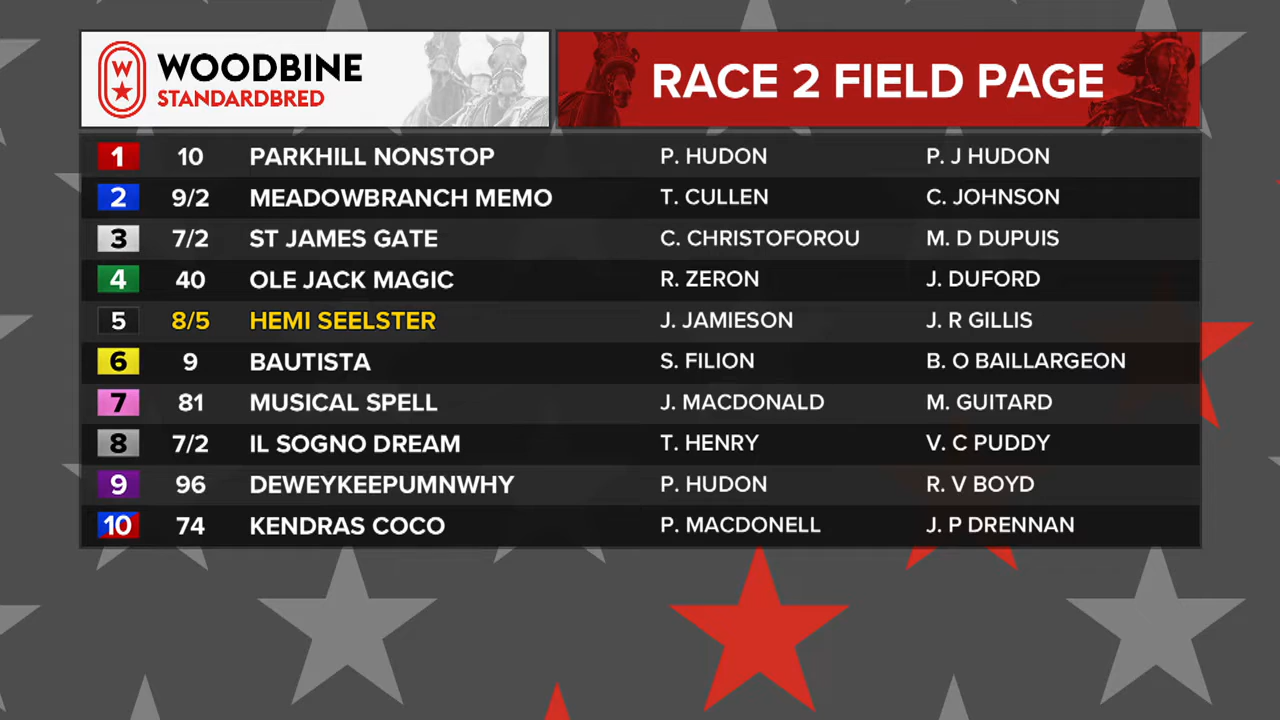 W
WOODBINE
STANDARDBRED
RACE 2 FIELD PAGE
1 10 PARKHILL NONSTOP P. HUDON P. J HUDON
2 9/2 MEADOWBRANCH MEMO T. CULLEN C. JOHNSON
3 7/2 ST JAMES GATE C. CHRISTOFOROU M. D DUPUIS
4 40 OLE JACK MAGIC R. ZERON J. DUFORD
5 8/5 HEMI SEELSTER J. JAMIESON J. R GILLIS
6 9 BAUTISTA S. FILION B. O BAILLARGEON
7 81 MUSICAL SPELL J. MACDONALD M. GUITARD
8 7/2 IL SOGNO DREAM T. HENRY V. C PUDDY
9 96 DEWEYKEEPUMNWHY P. HUDON R. V BOYD
10 74 KENDRAS COCO P. MACDONELL J. P DRENNAN